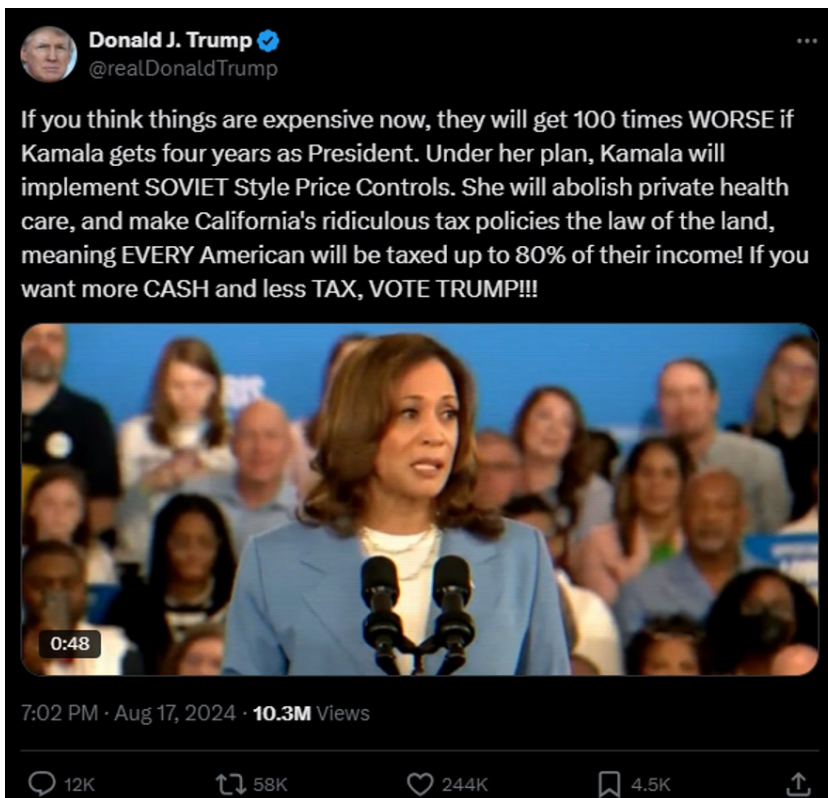 Donald J. Trump
@realDonaldTrump
If you think things are expensive now, they will get 100 times WORSE if
Kamala gets four years as President. Under her plan, Kamala will
implement SOVIET Style Price Controls. She will abolish private health
care, and make California's ridiculous tax policies the law of the land,
meaning EVERY American will be taxed up to 80% of their income! If you
want more CASH and less TAX, VOTE TRUMP!!!
0:48
7:02 PM · Aug 17, 2024 · 10.3M Views
12K 58K 244K 4.5K